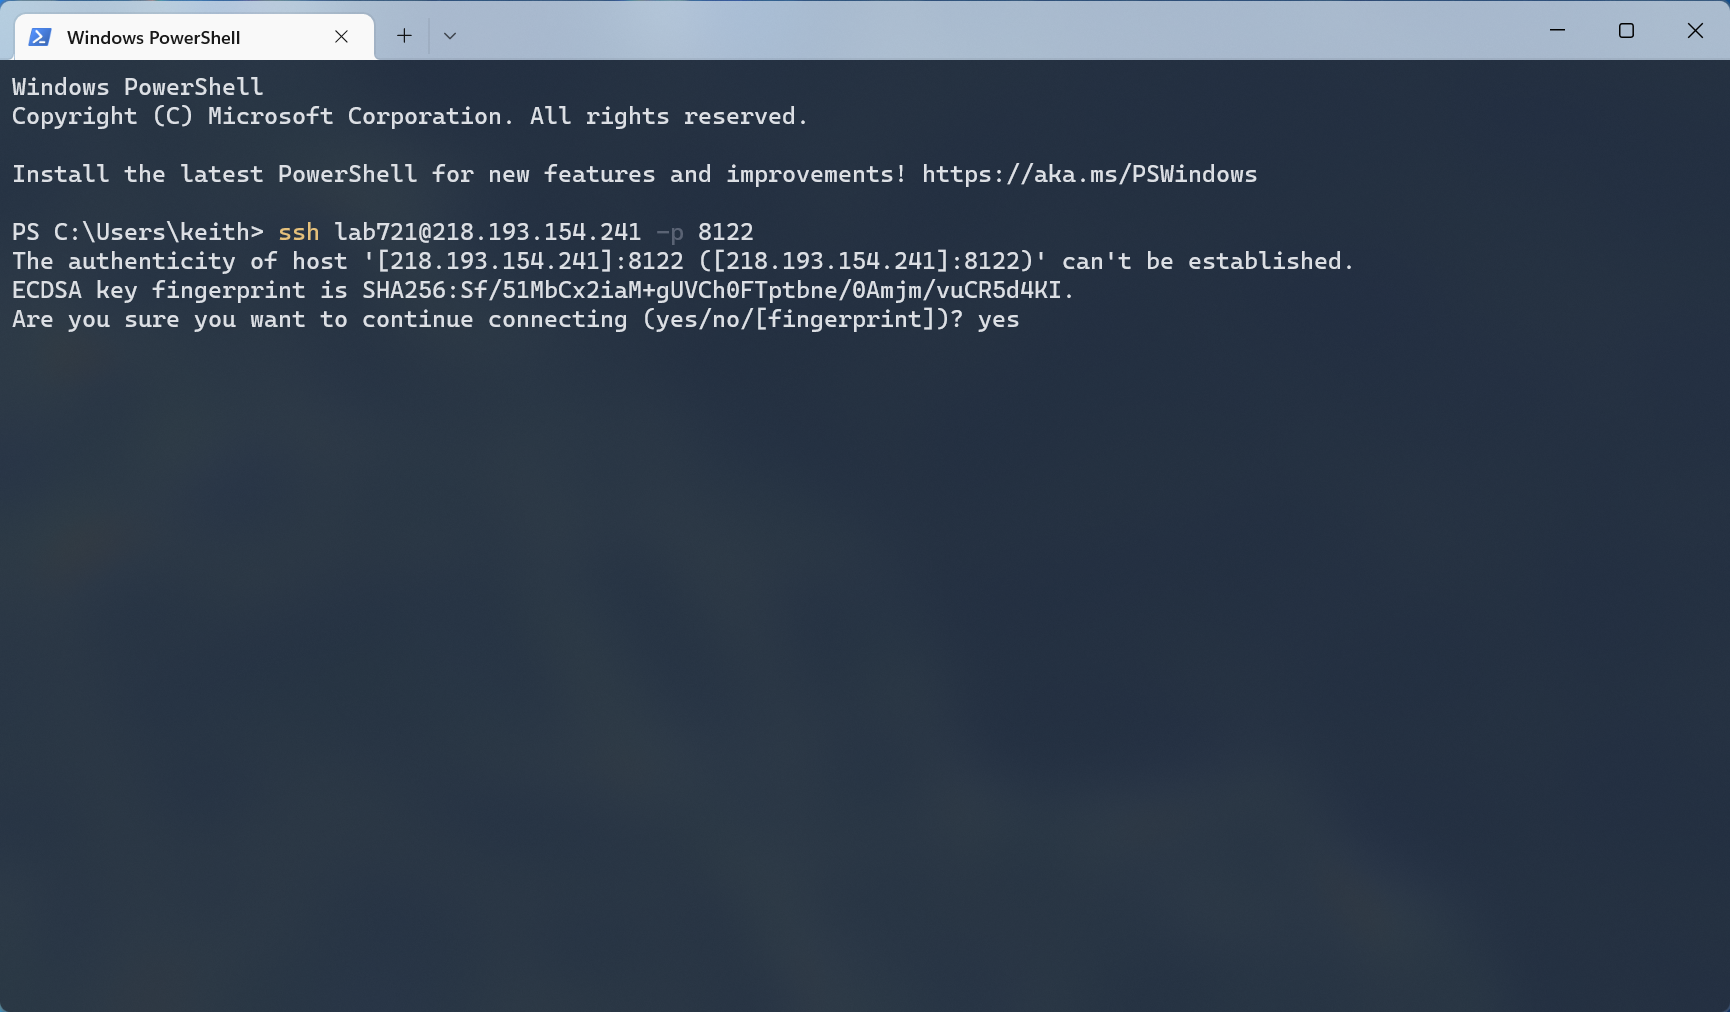 Windows PowerShell
Windows PowerShell
Copyright (C) Microsoft Corporation. All rights reserved.
Install the latest PowerShell for new features and improvements! https://aka.ms/PSWindows
PS C:\Users\keith> ssh lab721@218.193.154.241 -p 8122
The authenticity of host '[218.193.154.241]:8122 ([218.193.154.241]:8122)' can't be established.
ECDSA key fingerprint is SHA256:Sf/51MbCx2iaM+gUVCh0FTptbne/0Amjm/vuCR5d4KI.
Are you sure you want to continue connecting (yes/no/[fingerprint])? yes